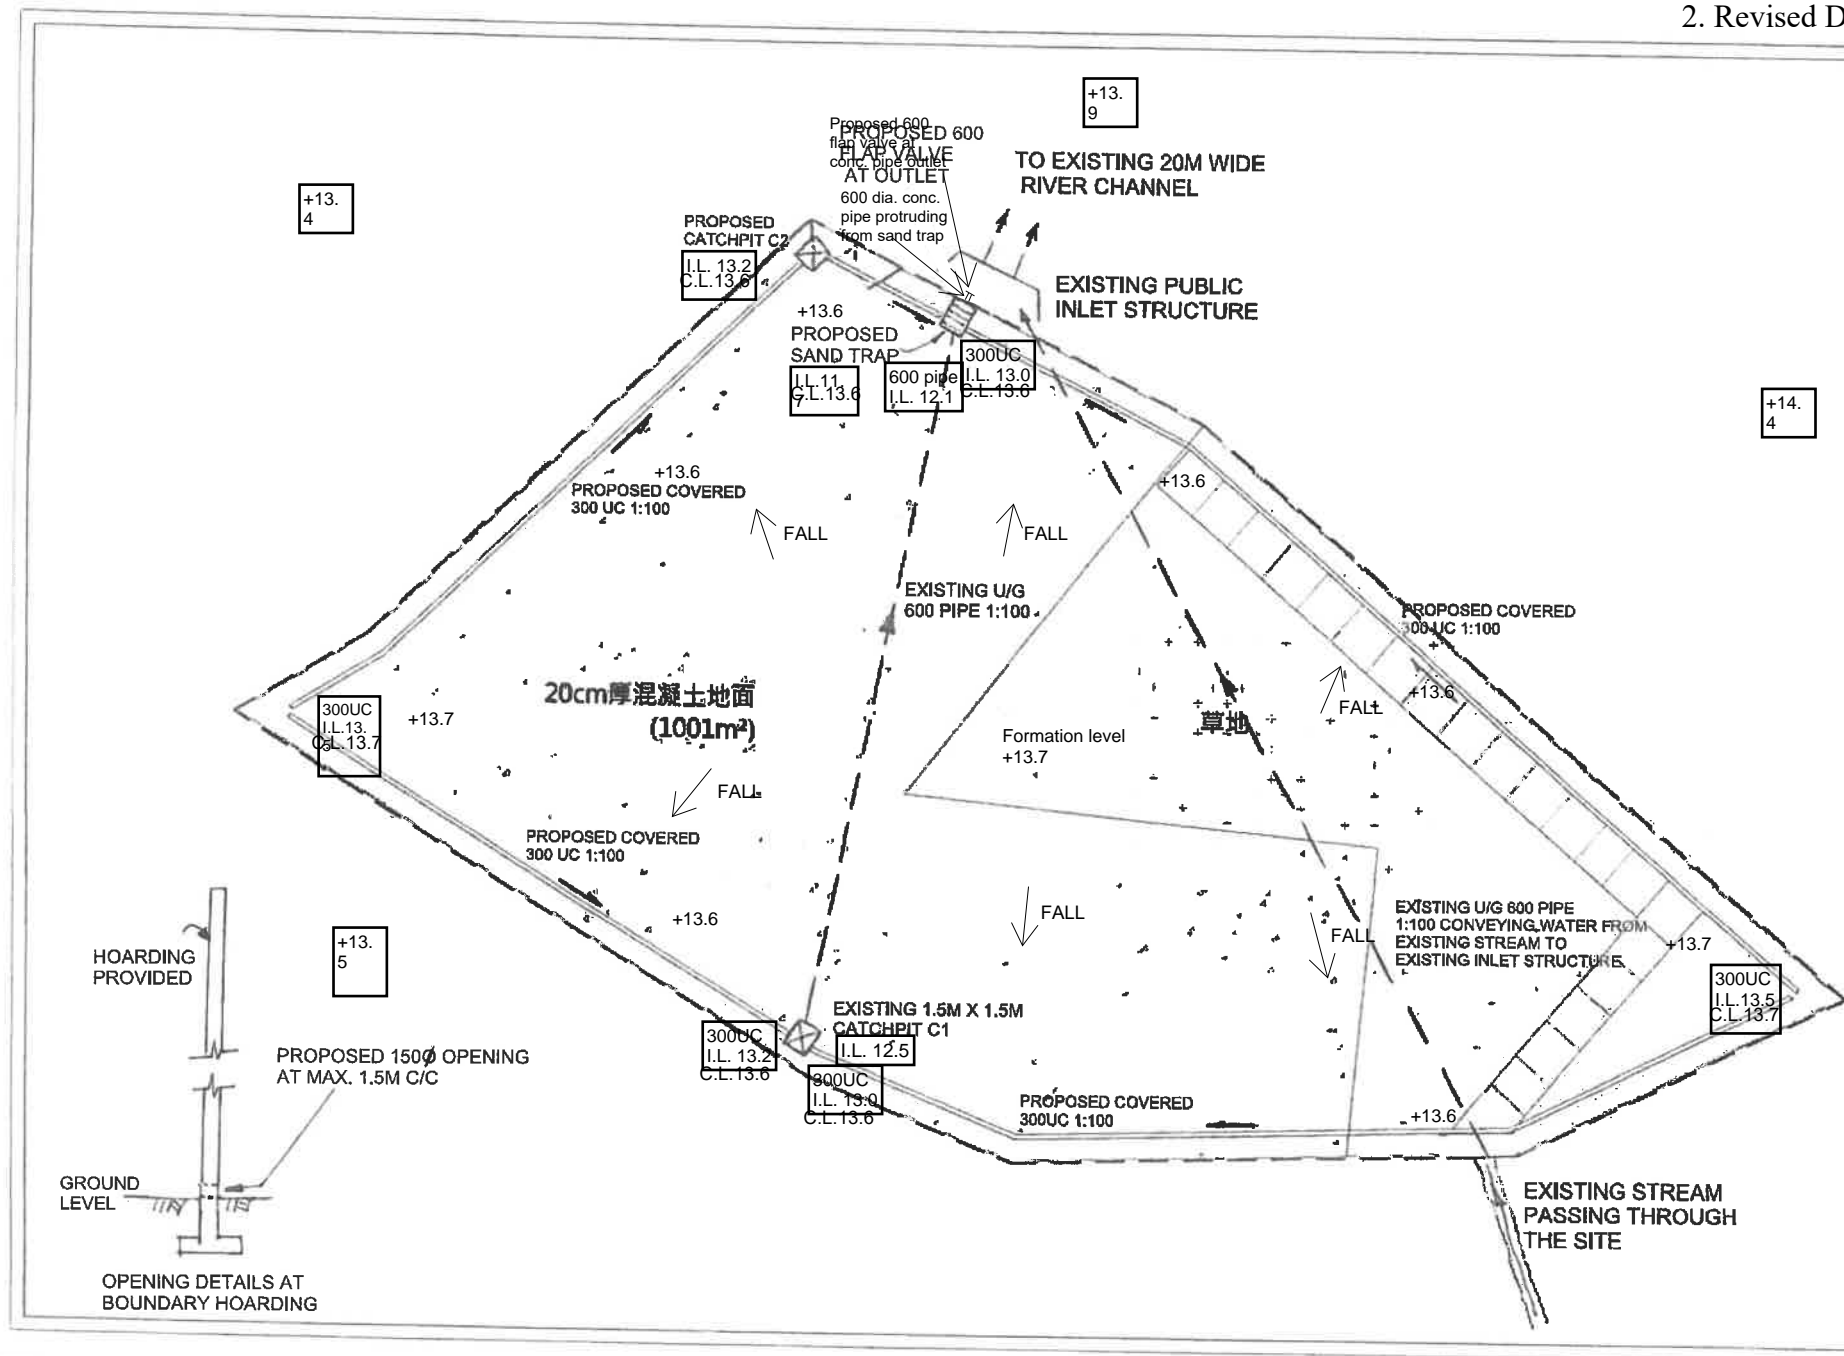 2. Revised D
+13.
9
+13.
4
Proposed 600
flap valve at
conc. pipe outlet
PROPOSED 600
FLAP VALVE
AT OUTLET
600 dia. conc.
pipe protruding
from sand trap
TO EXISTING 20M WIDE
RIVER CHANNEL
PROPOSED
CATCHPIT C2
I.L. 13.2
C.L.13.6
EXISTING PUBLIC
INLET STRUCTURE
+13.6
PROPOSED
SAND TRAP
I.L.11.
7
C.L.13.6
600 pipe
I.L. 12.1
300UC
I.L. 13.0
C.L.13.6
+14.
4
+13.6
PROPOSED COVERED
300 UC 1:100
+13.6
FALL
FALL
EXISTING U/G
600 PIPE 1:100
PROPOSED COVERED
300 UC 1:100
20cm厚混凝土地面
(1001m²)
+13.6
FALL
草地
300UC
I.L.13.
5
C.L.13.7
+13.7
Formation level
+13.7
FALL
PROPOSED COVERED
300 UC 1:100
+13.6
FALL
FALL
EXISTING U/G 600 PIPE
1:100 CONVEYING WATER FROM
EXISTING STREAM TO
EXISTING INLET STRUCTURE
+13.7
300UC
I.L.13.5
C.L.13.7
HOARDING
PROVIDED
+13.
5
EXISTING 1.5M X 1.5M
CATCHPIT C1
I.L. 12.5
300UC
I.L. 13.2
C.L.13.6
300UC
I.L. 13.0
C.L.13.6
PROPOSED 150Ø OPENING
AT MAX. 1.5M C/C
PROPOSED COVERED
300UC 1:100
+13.6
GROUND
LEVEL
EXISTING STREAM
PASSING THROUGH
THE SITE
OPENING DETAILS AT
BOUNDARY HOARDING